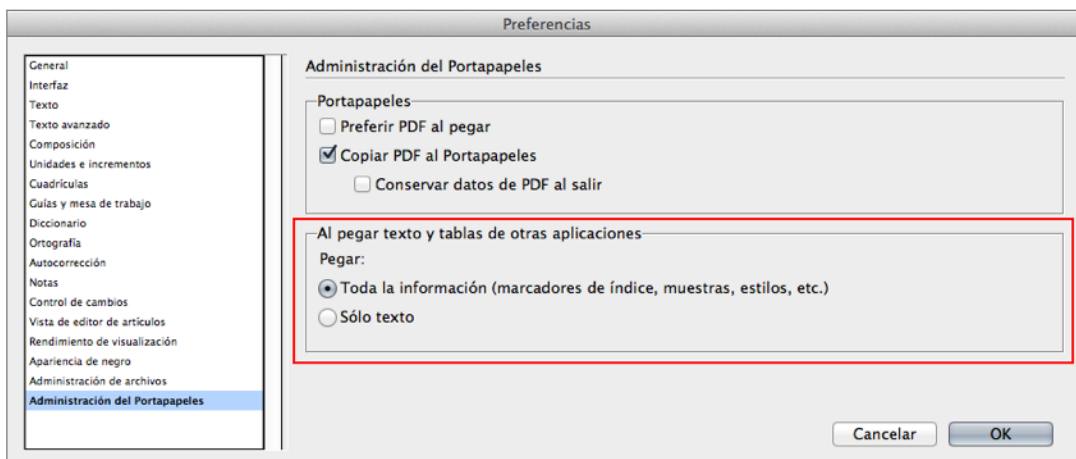 Preferencias
General
Interfaz
Texto
Texto avanzado
Composición
Unidades e incrementos
Cuadrículas
Guías y mesa de trabajo
Diccionario
Ortografía
Autocorrección
Notas
Control de cambios
Vista de editor de artículos
Rendimiento de visualización
Apariencia de negro
Administración de archivos
Administración del Portapapeles
Administración del Portapapeles
Portapapeles
Preferir PDF al pegar
Copiar PDF al Portapapeles
Conservar datos de PDF al salir
Al pegar texto y tablas de otras aplicaciones
Pegar:
Toda la información (marcadores de índice, muestras, estilos, etc.)
Sólo texto
Cancelar
OK